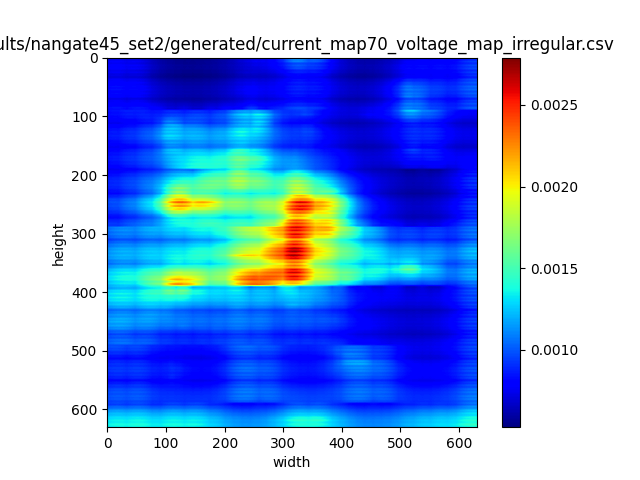 ults/nangate45_set2/generated/current_map70_voltage_map_irregular.csv
0
100
200
300
400
500
600
height
0 100 200 300 400 500 600
width
0.0025
0.0020
0.0015
0.0010